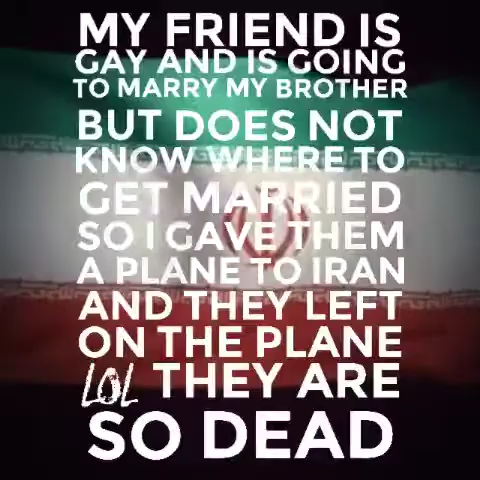 MY FRIEND IS
GAY AND IS GOING
TO MARRY MY BROTHER
BUT DOES NOT
KNOW WHERE TO
GET MARRIED
SO I GAVE THEM
A PLANE TO IRAN
AND THEY LEFT
ON THE PLANE
LOL THEY ARE
SO DEAD